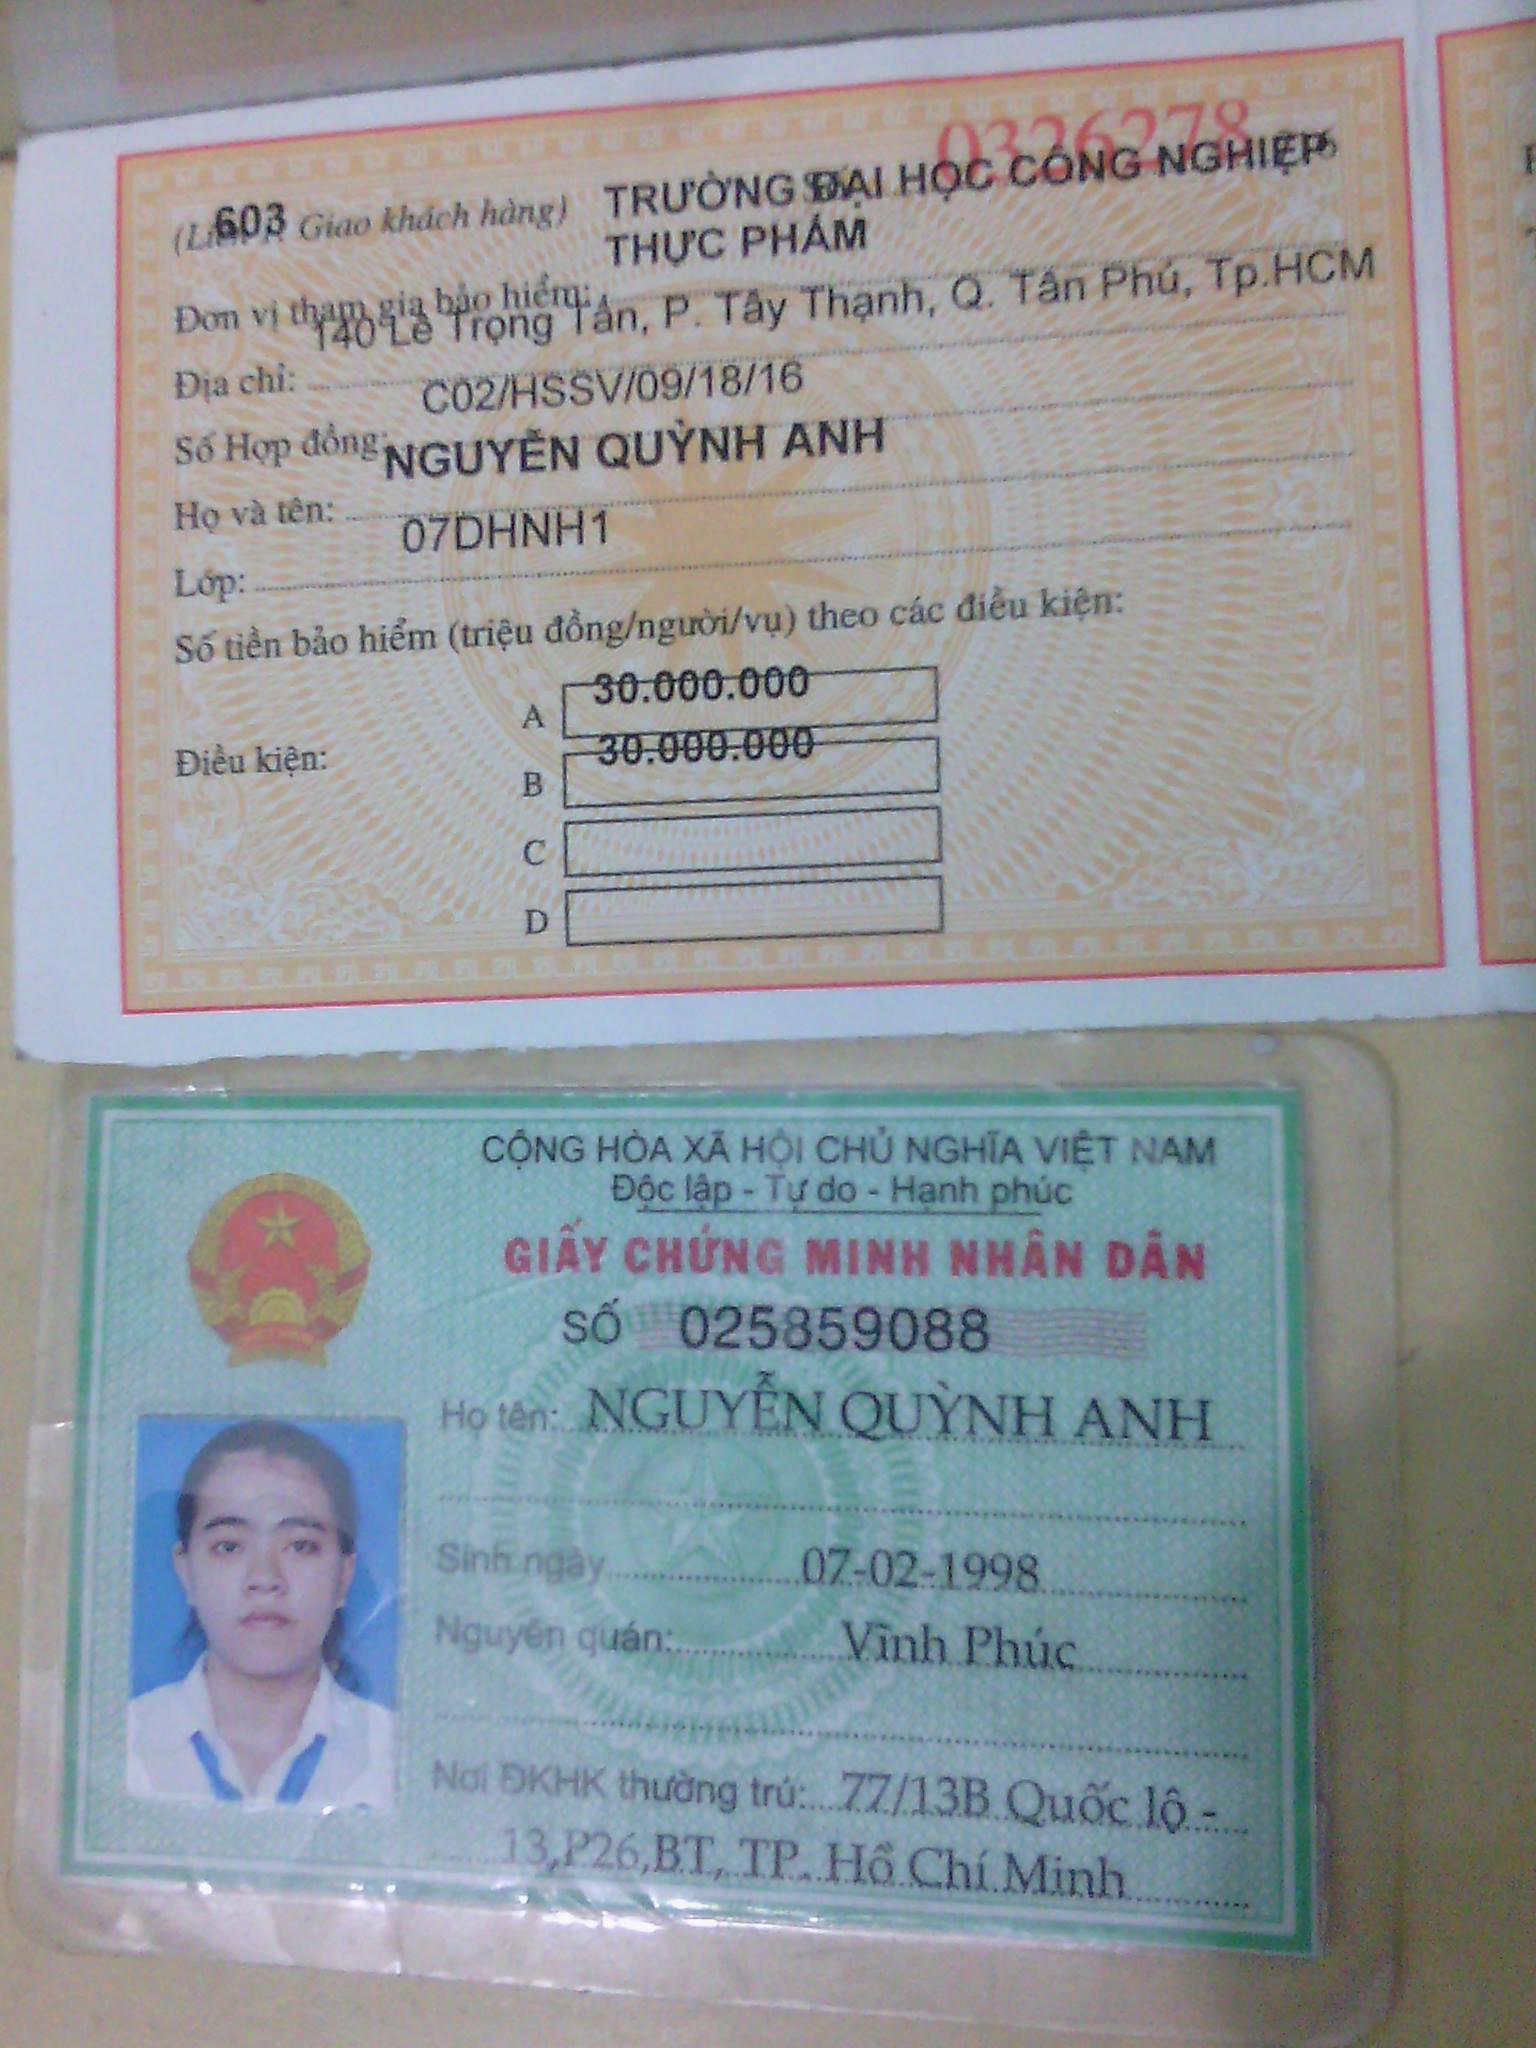 0326278
603
Giao khách hàng)
TRƯỜNG ĐẠI HỌC CÔNG NGHIỆP
THỰC PHẨM
Đơn vị tham gia bảo hiểm:
140 Lê Trọng Tấn, P. Tây Thạnh, Q. Tân Phú, Tp.HCM
Địa chỉ:
C02/HSSV/09/18/16
Số Hợp đồng:
NGUYỄN QUỲNH ANH
Họ và tên:
07DHNH1
Lớp:
Số tiền bảo hiểm (triệu đồng/người/vụ) theo các điều kiện:
A 30.000.000
Điều kiện:
B 30.000.000
C
D
CỘNG HÒA XÃ HỘI CHỦ NGHĨA VIỆT NAM
Độc lập - Tự do - Hạnh phúc
GIẤY CHỨNG MINH NHÂN DÂN
SỐ 025859088
Họ tên: NGUYỄN QUỲNH ANH
Sinh ngày 07-02-1998
Nguyên quán: Vĩnh Phúc
Nơi ĐKHK thường trú: 77/13B Quốc lộ -
13,P26,BT, TP. Hồ Chí Minh